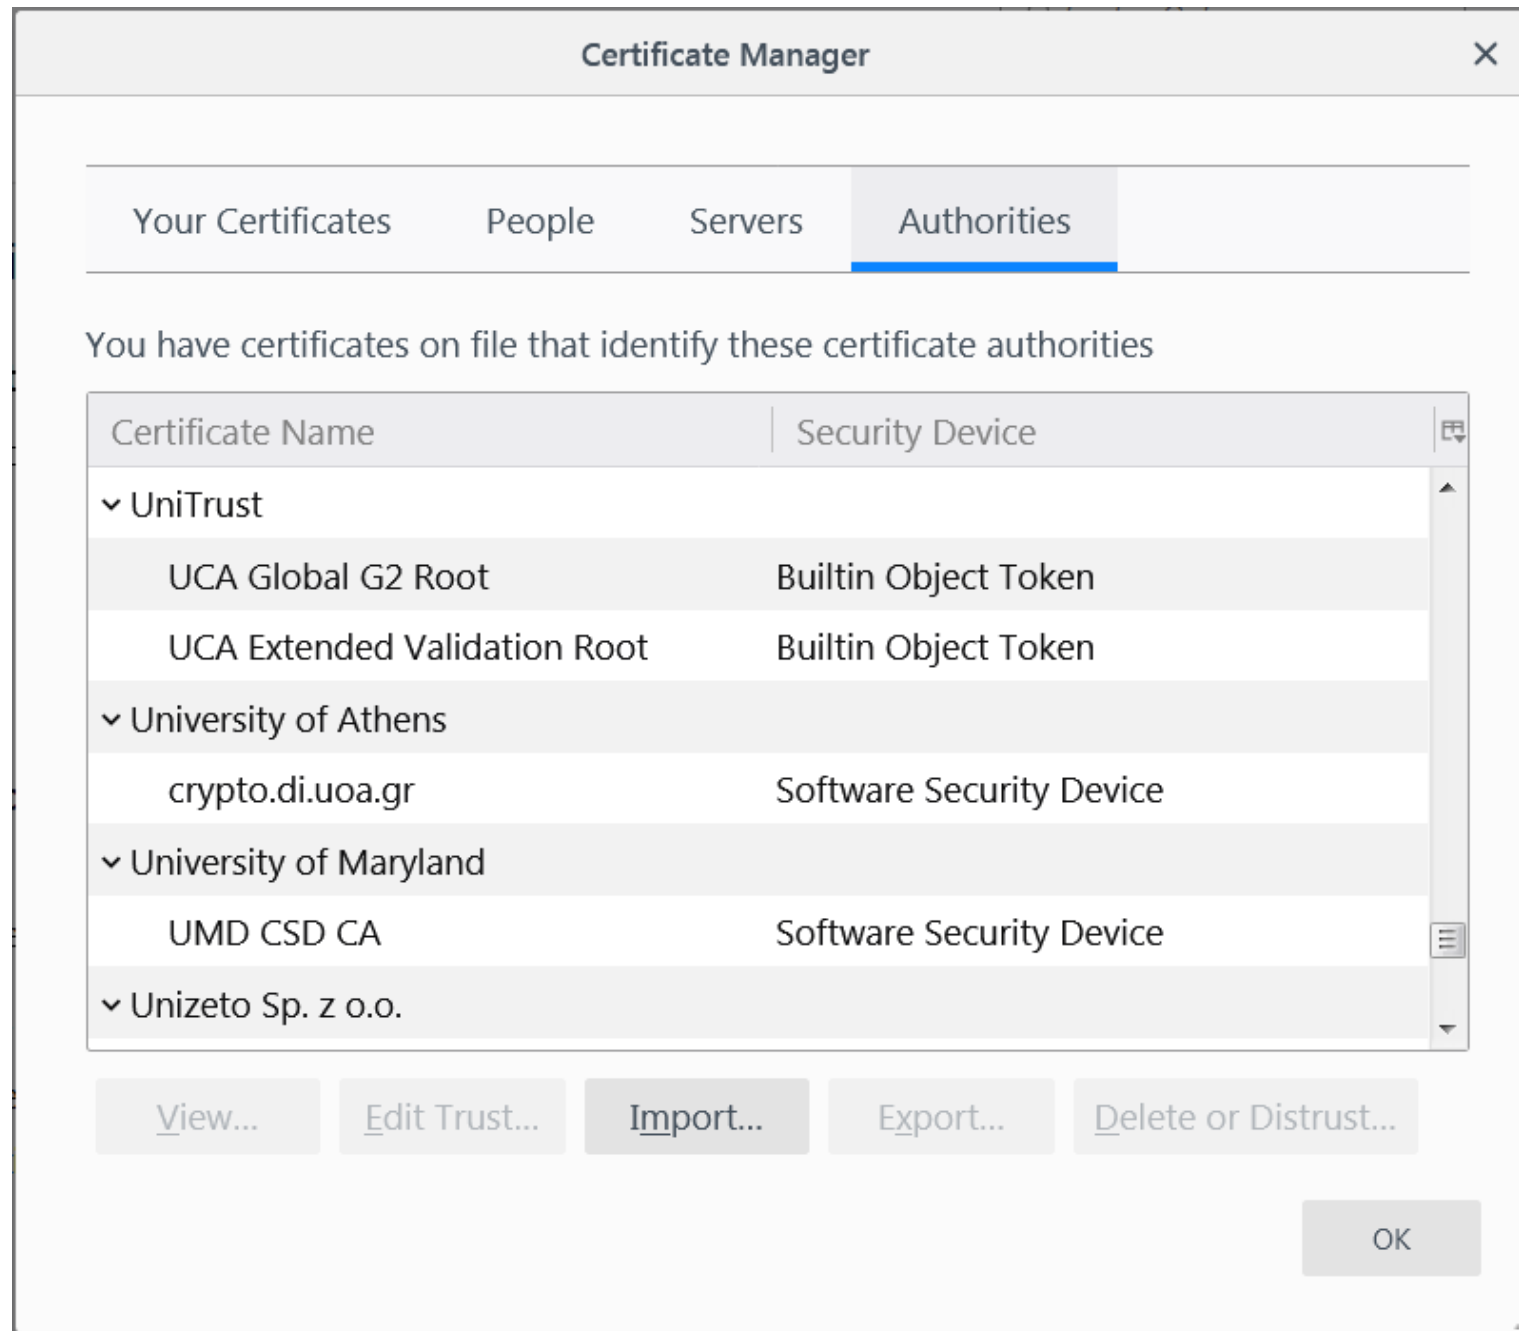 Certificate Manager
Your Certificates People Servers Authorities
You have certificates on file that identify these certificate authorities
Certificate Name Security Device
UniTrust
UCA Global G2 Root Builtin Object Token
UCA Extended Validation Root Builtin Object Token
University of Athens
crypto.di.uoa.gr Software Security Device
University of Maryland
UMD CSD CA Software Security Device
Unizeto Sp. z o.o.
View... Edit Trust... Import... Export... Delete or Distrust...
OK